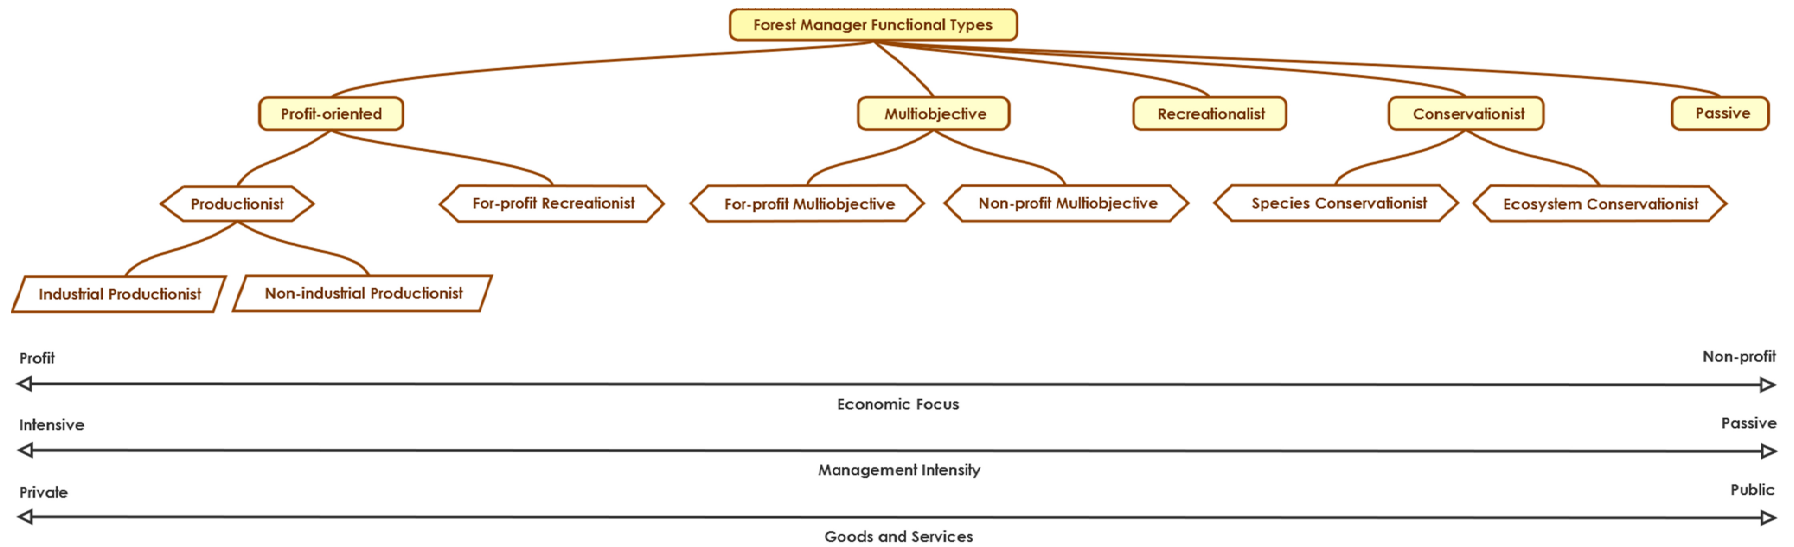 Forest Manager Functional Types
Profit-oriented
Multiobjective
Recreationalist
Conservationist
Passive
Productionist
For-profit Recreationist
For-profit Multiobjective
Non-profit Multiobjective
Species Conservationist
Ecosystem Conservationist
Industrial Productionist
Non-industrial Productionist
Profit
Non-profit
Economic Focus
Intensive
Passive
Management Intensity
Private
Public
Goods and Services